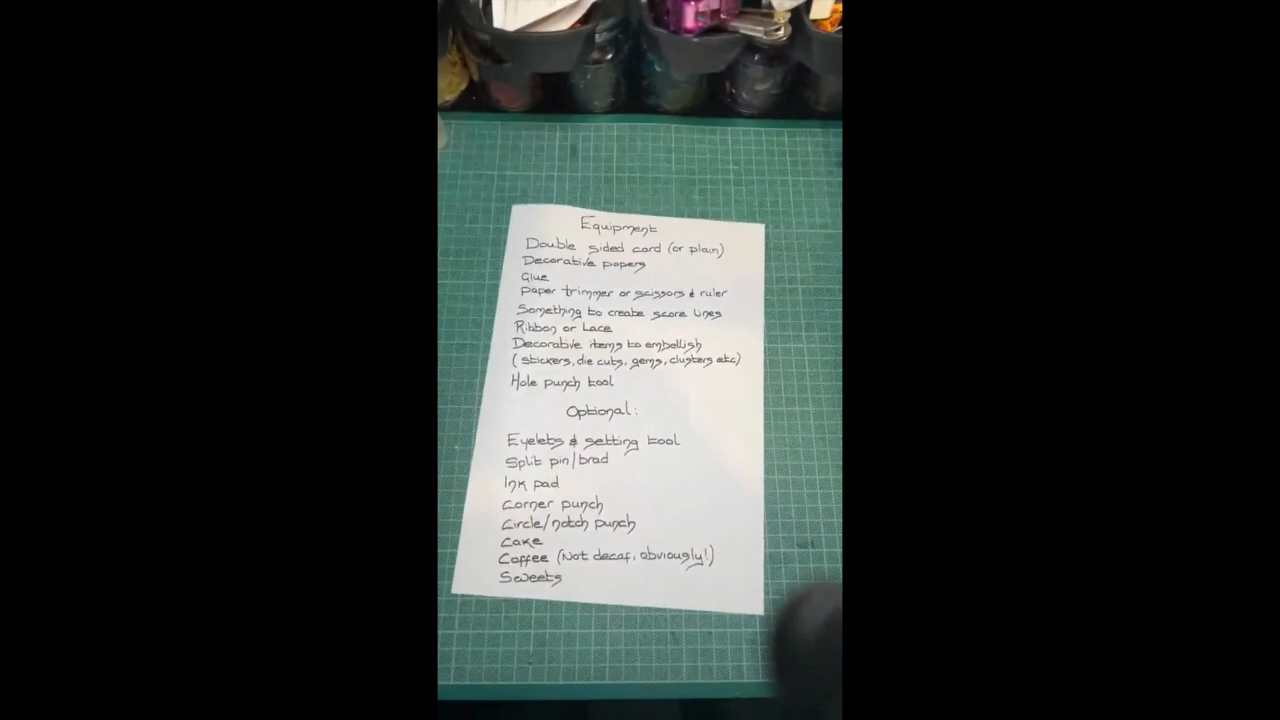 Equipment
Double sided card (or plain)
Decorative papers
Glue
Paper trimmer or scissors & ruler
Something to create score lines
Ribbon or Lace
Decorative items to embellish
(stickers, die cuts, gems, clusters etc)
Hole punch tool
Optional:
Eyelets & setting tool
Split pin/brad
Ink pad
Corner punch
Circle/notch punch
Cake
Coffee (Not decaf, obviously!)
Sweets